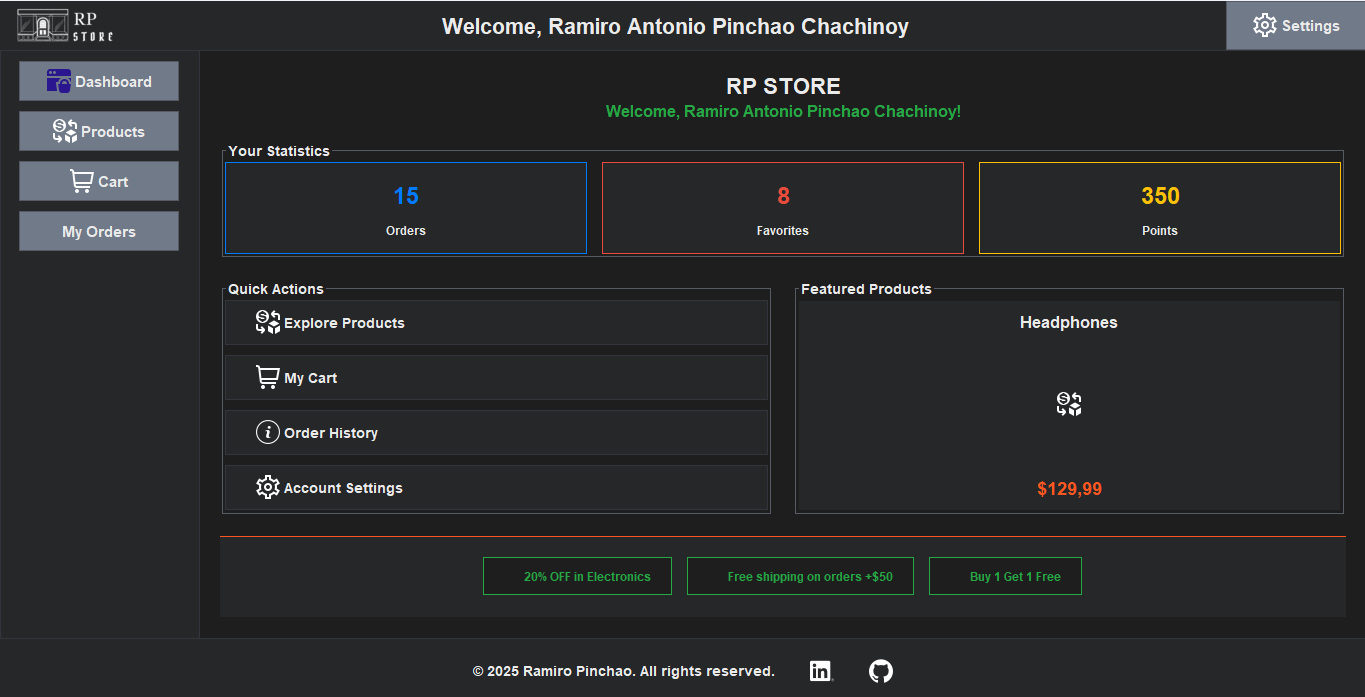 RP
STORE
Welcome, Ramiro Antonio Pinchao Chachinoy
Settings
Dashboard
Products
Cart
My Orders
RP STORE
Welcome, Ramiro Antonio Pinchao Chachinoy!
Your Statistics
15
Orders
8
Favorites
350
Points
Quick Actions
Explore Products
My Cart
Order History
Account Settings
Featured Products
Headphones
$129,99
20% OFF in Electronics
Free shipping on orders +$50
Buy 1 Get 1 Free
© 2025 Ramiro Pinchao. All rights reserved.
in